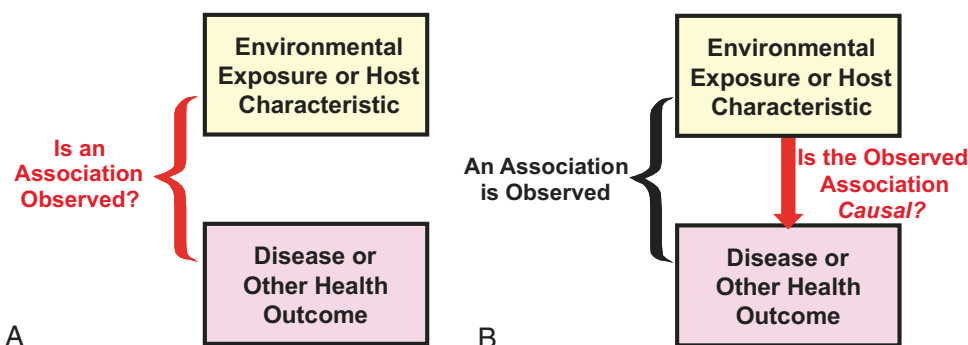 Environmental
Exposure or Host
Characteristic
Is an
Association
Observed?
Disease or
Other Health
Outcome
A
Environmental
Exposure or Host
Characteristic
An Association
is Observed
Is the Observed
Association
Causal?
Disease or
Other Health
Outcome
B